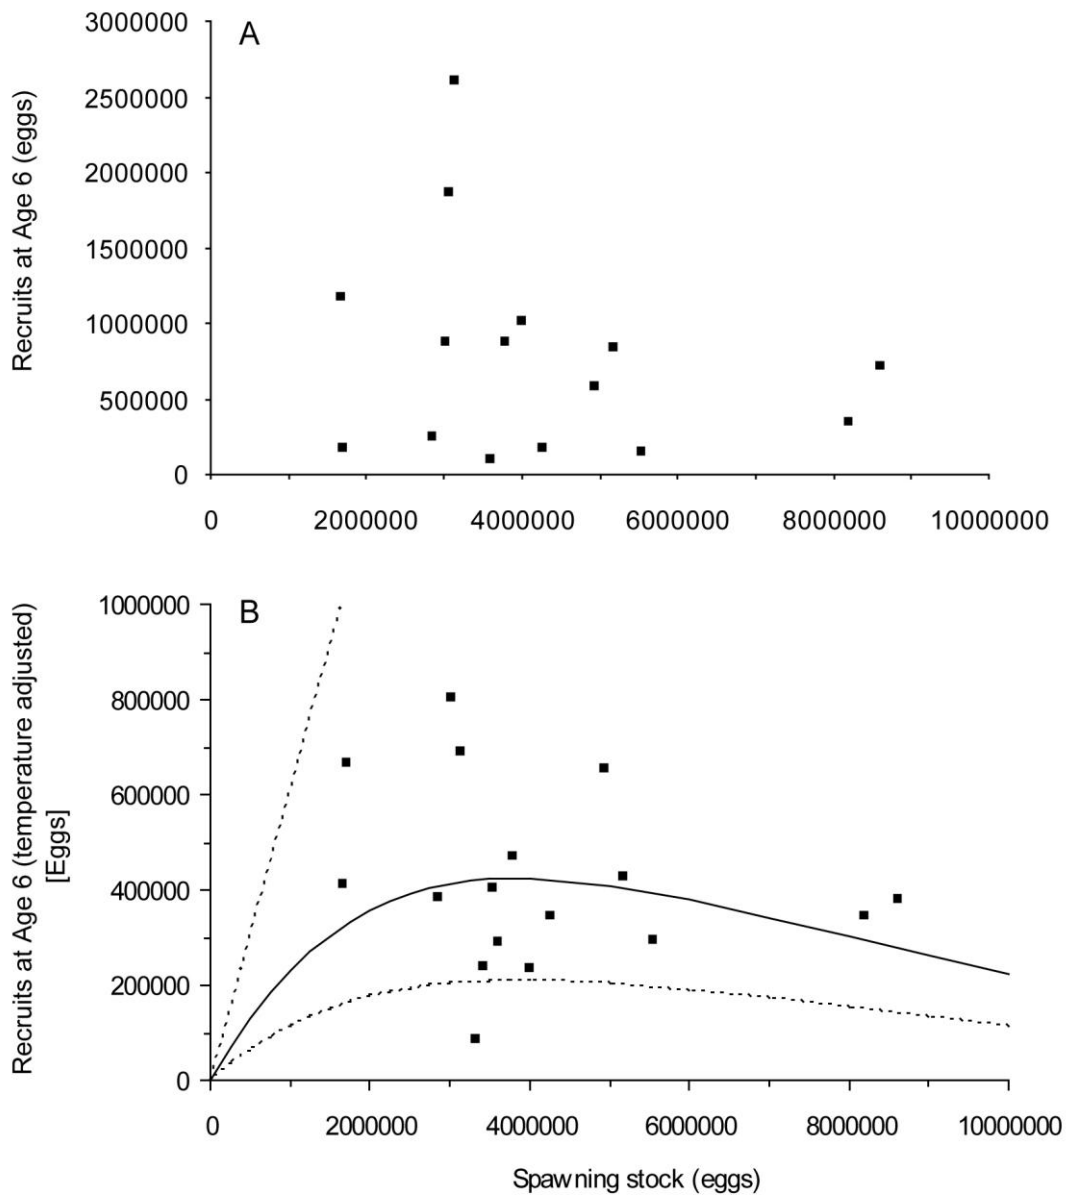 A
Recruits at Age 6 (eggs)
3000000
2500000
2000000
1500000
1000000
500000
0
0 2000000 4000000 6000000 8000000 10000000
B
Recruits at Age 6 (temperature adjusted)
[Eggs]
1000000
800000
600000
400000
200000
0
0 2000000 4000000 6000000 8000000 10000000
Spawning stock (eggs)